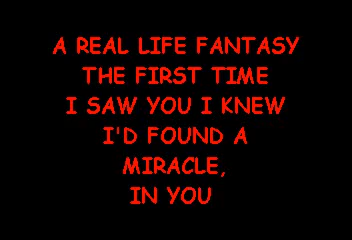 A REAL LIFE FANTASY
THE FIRST TIME
I SAW YOU I KNEW
I'D FOUND A
MIRACLE,
IN YOU